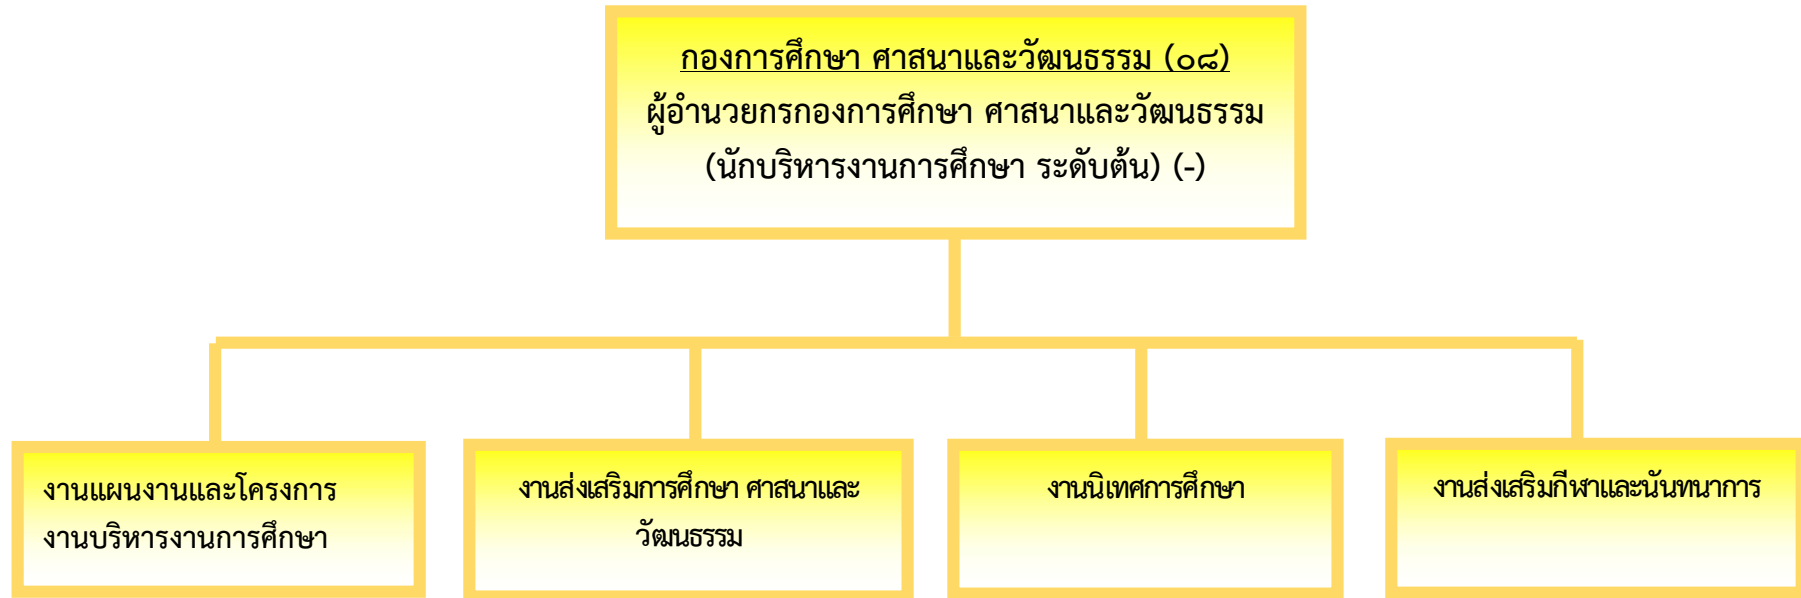 กองการศึกษา ศาสนาและวัฒนธรรม (๐๘)
ผู้อำนวยกรกองการศึกษา ศาสนาและวัฒนธรรม
(นักบริหารงานการศึกษา ระดับต้น) (-)
งานแผนงานและโครงการ
งานบริหารงานการศึกษา
งานส่งเสริมการศึกษา ศาสนาและ
วัฒนธรรม
งานนิเทศการศึกษา
งานส่งเสริมกีฬาและนันทนาการ